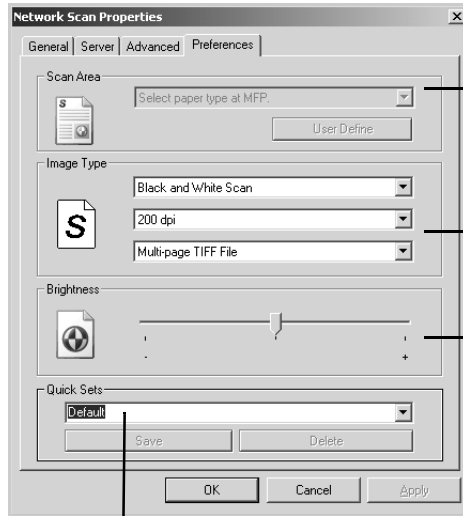 Network Scan Properties
General Server Advanced Preferences
Scan Area
Select paper type at MFP.
User Define
Image Type
Black and White Scan
200 dpi
Multi-page TIFF File
Brightness
- +
Quick Sets
Default
Save Delete
OK Cancel Apply